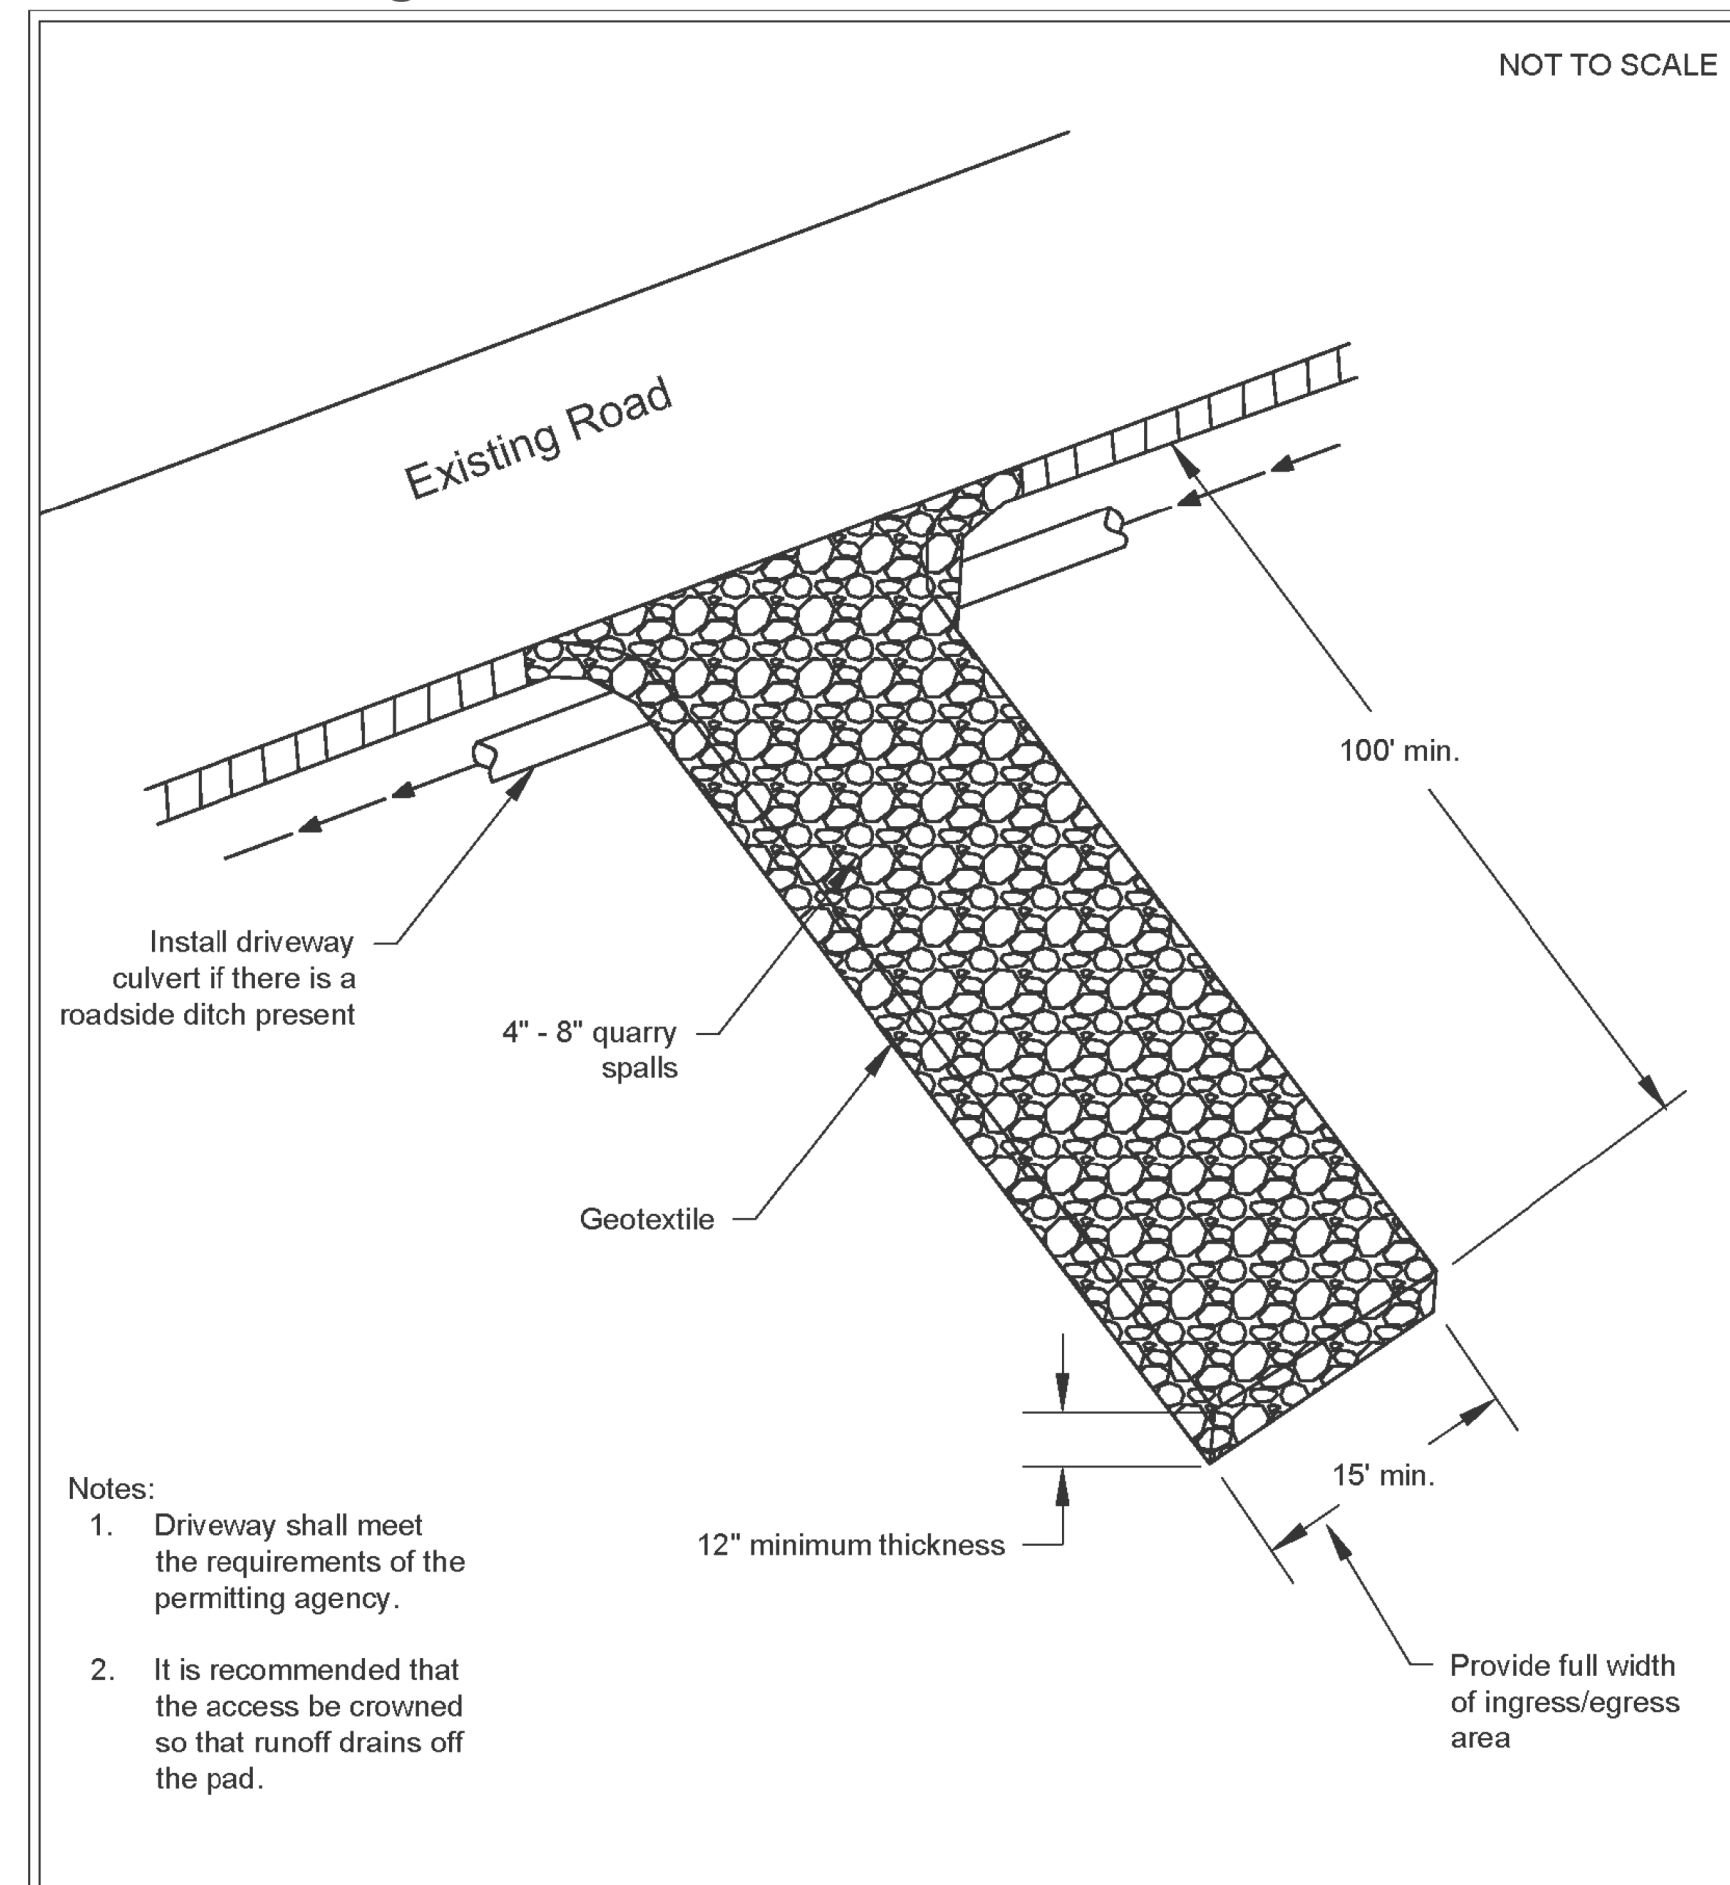 NOT TO SCALE
Existing Road
100' min.
Install driveway
culvert if there is a
roadside ditch present
4" - 8" quarry
spalls
Geotextile
15' min.
12" minimum thickness
Provide full width
of ingress/egress
area
Notes:
1. Driveway shall meet
the requirements of the
permitting agency.
2. It is recommended that
the access be crowned
so that runoff drains off
the pad.